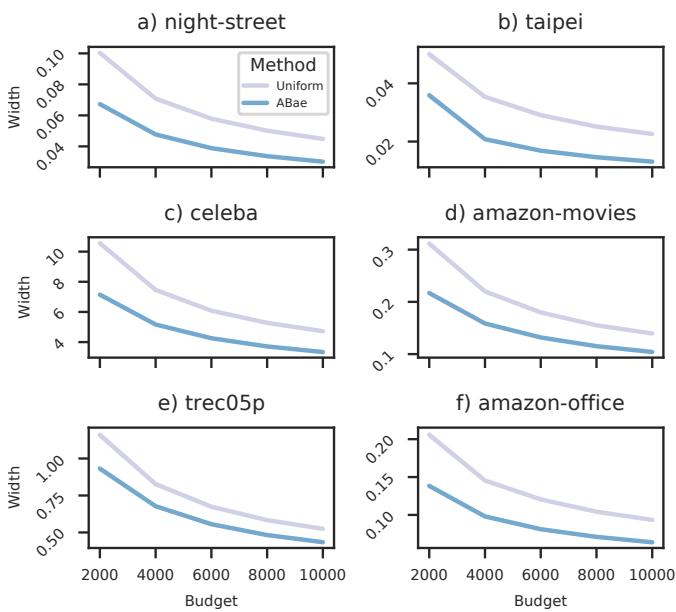 a) night-street
b) taipei
Width
0.10
0.08
0.06
0.04
Method
Uniform
ABae
0.04
0.02
c) celeba
d) amazon-movies
Width
10
8
6
4
0.3
0.2
0.1
e) trec05p
f) amazon-office
Width
1.00
0.75
0.50
0.20
0.15
0.10
2000 4000 6000 8000 10000
2000 4000 6000 8000 10000
Budget
Budget